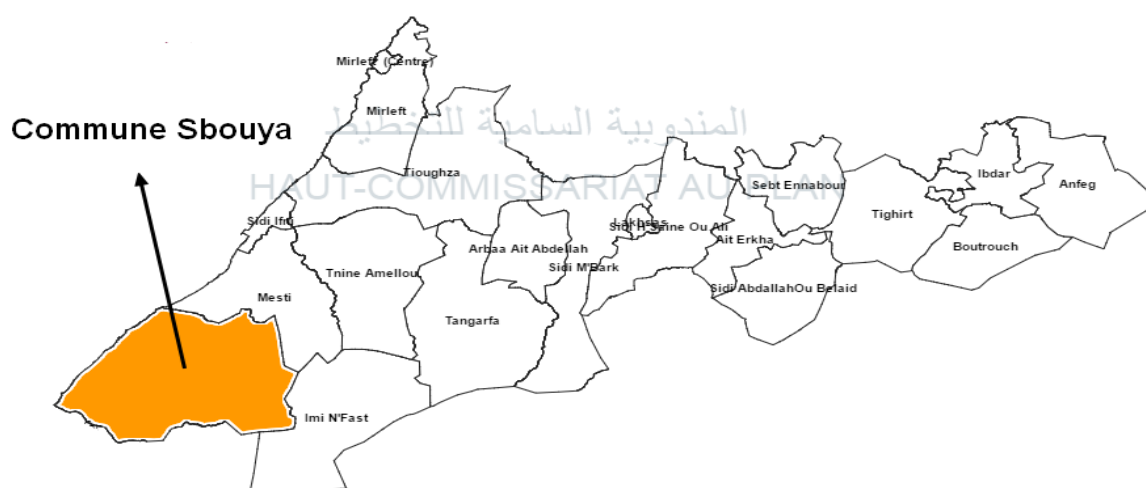 Mirleft (Centre)
Mirleft
Commune Sbouya
المندوبية السامية للتخطيط
Tioughza
HAUT-COMMISSARIAT AU PLAN
Sebt Ennabour
Ibdar
Anfeg
Sidi Ifni
Lakhsas
Sidi H'Saine Ou Ali
Tighirt
Ait Erkha
Boutrouch
Arbaa Ait Abdellah
Sidi M'Bark
Tnine Amellou
Sidi AbdallahOu Belaid
Mesti
Tangarfa
Imi N'Fast